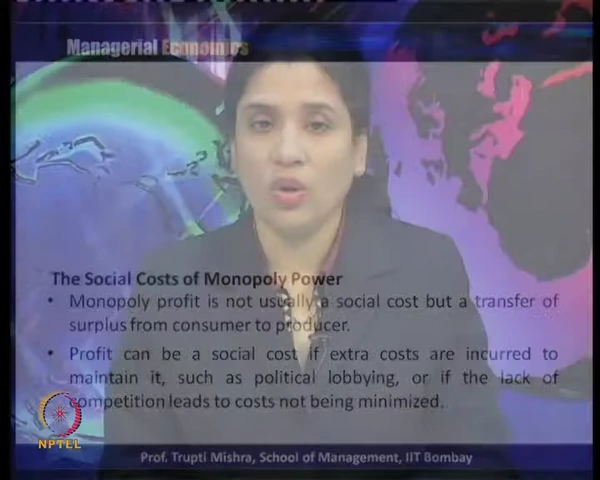 Managerial Economics
The Social Costs of Monopoly Power
• Monopoly profit is not usually a social cost but a transfer of
surplus from consumer to producer.
• Profit can be a social cost if extra costs are incurred to
maintain it, such as political lobbying, or if the lack of
competition leads to costs not being minimized.
NPTEL
Prof. Trupti Mishra, School of Management, IIT Bombay